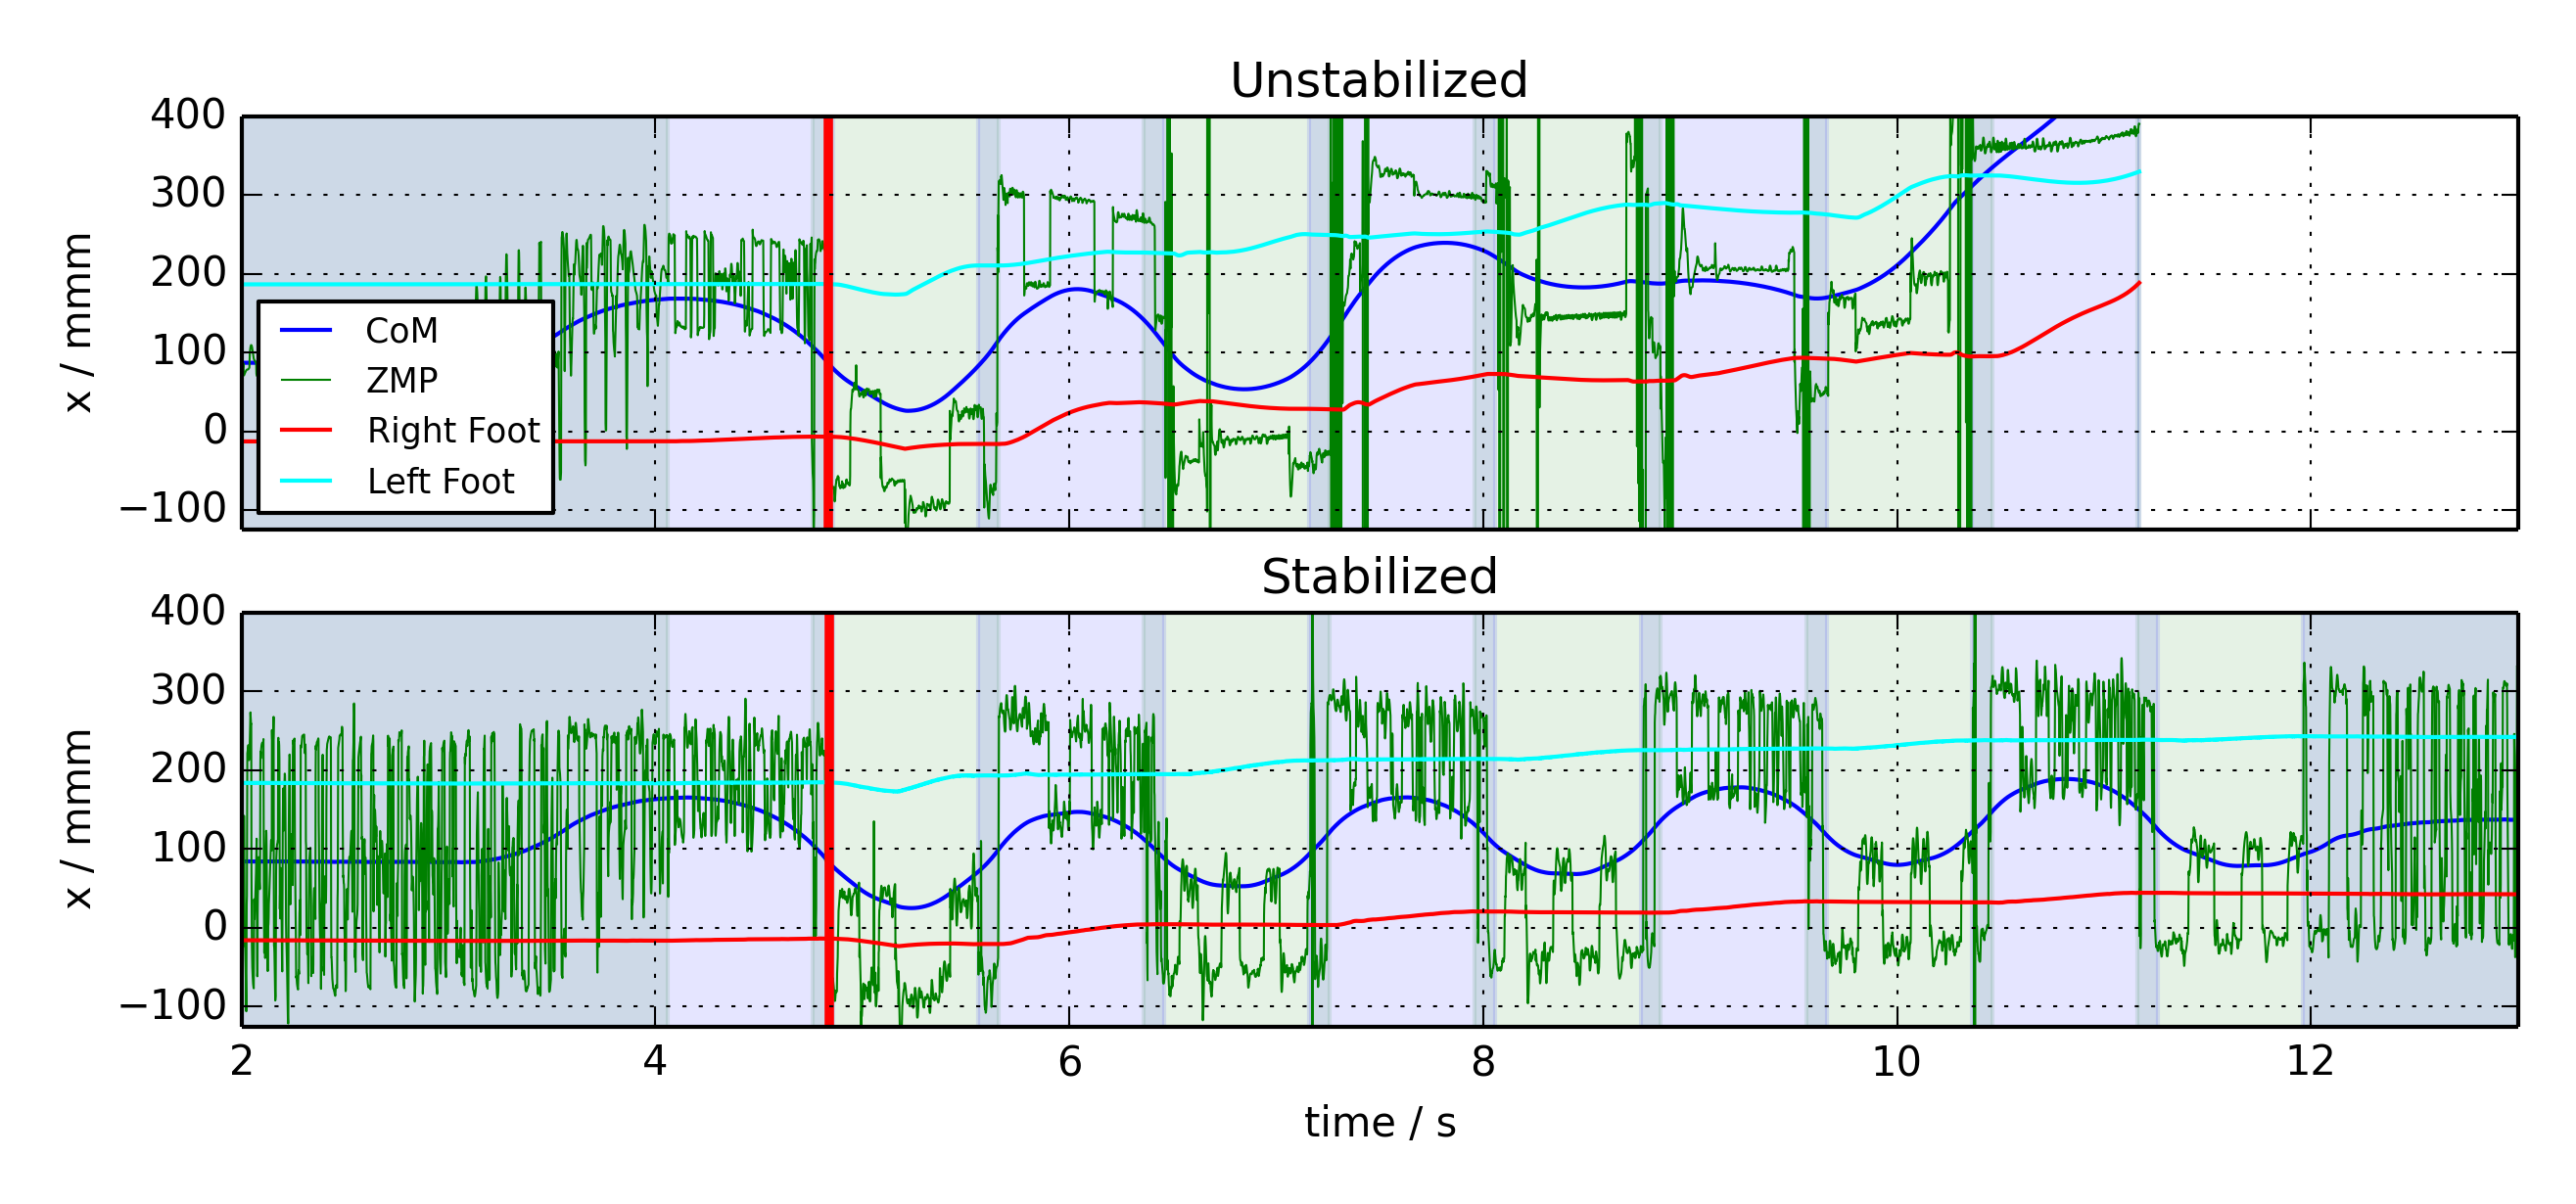 Unstabilized
400
300
200
100
0
−100
x / mmm
CoM
ZMP
Right Foot
Left Foot
Stabilized
400
300
200
100
0
−100
x / mmm
2 4 6 8 10 12
time / s